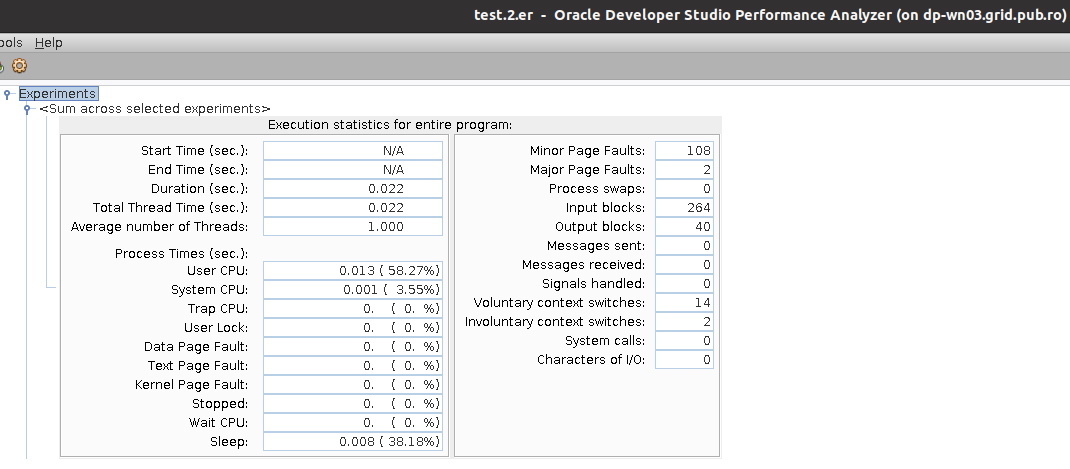 test.2.er - Oracle Developer Studio Performance Analyzer (on dp-wn03.grid.pub.ro)
ools Help
Experiments
<Sum across selected experiments>
Execution statistics for entire program:
Start Time (sec.): N/A
End Time (sec.): N/A
Duration (sec.): 0.022
Total Thread Time (sec.): 0.022
Average number of Threads: 1.000
Process Times (sec.):
User CPU: 0.013 ( 58.27%)
System CPU: 0.001 ( 3.55%)
Trap CPU: 0. ( 0. %)
User Lock: 0. ( 0. %)
Data Page Fault: 0. ( 0. %)
Text Page Fault: 0. ( 0. %)
Kernel Page Fault: 0. ( 0. %)
Stopped: 0. ( 0. %)
Wait CPU: 0. ( 0. %)
Sleep: 0.008 ( 38.18%)
Minor Page Faults: 108
Major Page Faults: 2
Process swaps: 0
Input blocks: 264
Output blocks: 40
Messages sent: 0
Messages received: 0
Signals handled: 0
Voluntary context switches: 14
Involuntary context switches: 2
System calls: 0
Characters of I/O: 0